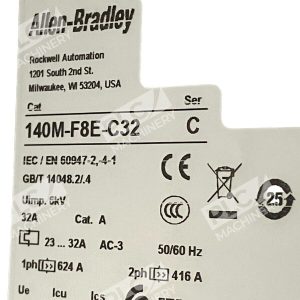 Allen-Bradley
Rockwell Automation
1201 South 2nd St.
Milwaukee, WI 53204, USA
Cat Ser
140M-F8E-C32 C
IEC / EN 60947-2,-4-1
GB/T 14048.2/.4
Uimp. 6kV
32A Cat. A
23 ... 32A AC-3 50/60 Hz
1ph 624 A 2ph 416 A
Ue Icu Ics
CE
CCC
25